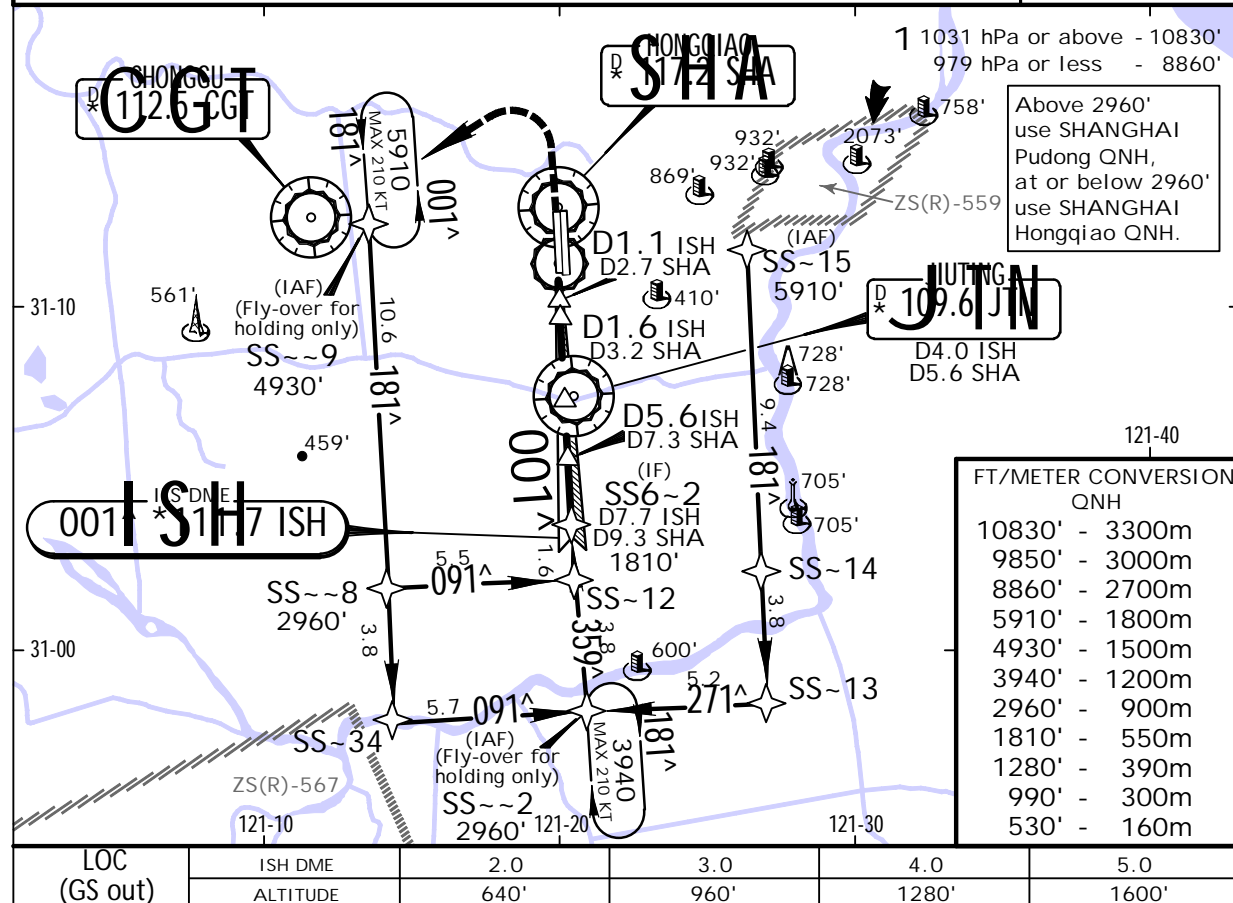 1 1031 hPa or above - 10830'
979 hPa or less - 8860'
Above 2960'
use SHANGHAI
Pudong QNH,
at or below 2960'
use SHANGHAI
Hongqiao QNH.
CHONGGU
D
* 112.6 CGT
CGT
HONGQIAO
D
* 117.2 SHA
SHA
181^
5910
MAX 210 KT
001^
932'
932'
869'
2073'
758'
ZS(R)-559
D1.1 ISH
D2.7 SHA
(IAF)
SS~15
5910'
JIUTING
D
* 109.6 JTN
JTN
D4.0 ISH
D5.6 SHA
31-10
561'
(IAF)
(Fly-over for
holding only)
SS~~9
4930'
10.6
181^
410'
D1.6 ISH
D3.2 SHA
728'
728'
9.4
181^
459'
001^
D5.6 ISH
D7.3 SHA
(IF)
SS6~2
D7.7 ISH
D9.3 SHA
1810'
705'
705'
121-40
ILS DME
001^ * 111.7 ISH
ISH
SS~~8
2960'
5.5
091^
1.6
SS~12
SS~14
3.8
3.8
359^
3.8
31-00
600'
5.2
271^
SS~13
SS~34
5.7
091^
(IAF)
(Fly-over for
holding only)
SS~~2
2960'
3940
MAX 210 KT
181^
ZS(R)-567
121-10
121-20
121-30
FT/METER CONVERSION
QNH
10830' - 3300m
9850' - 3000m
8860' - 2700m
5910' - 1800m
4930' - 1500m
3940' - 1200m
2960' - 900m
1810' - 550m
1280' - 390m
990' - 300m
530' - 160m
LOC
(GS out)
ISH DME 2.0 3.0 4.0 5.0
ALTITUDE 640' 960' 1280' 1600'